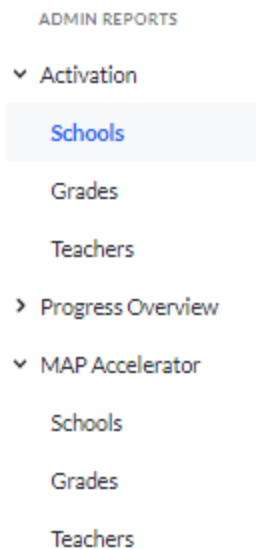 ADMIN REPORTS
Activation
Schools
Grades
Teachers
Progress Overview
MAP Accelerator
Schools
Grades
Teachers